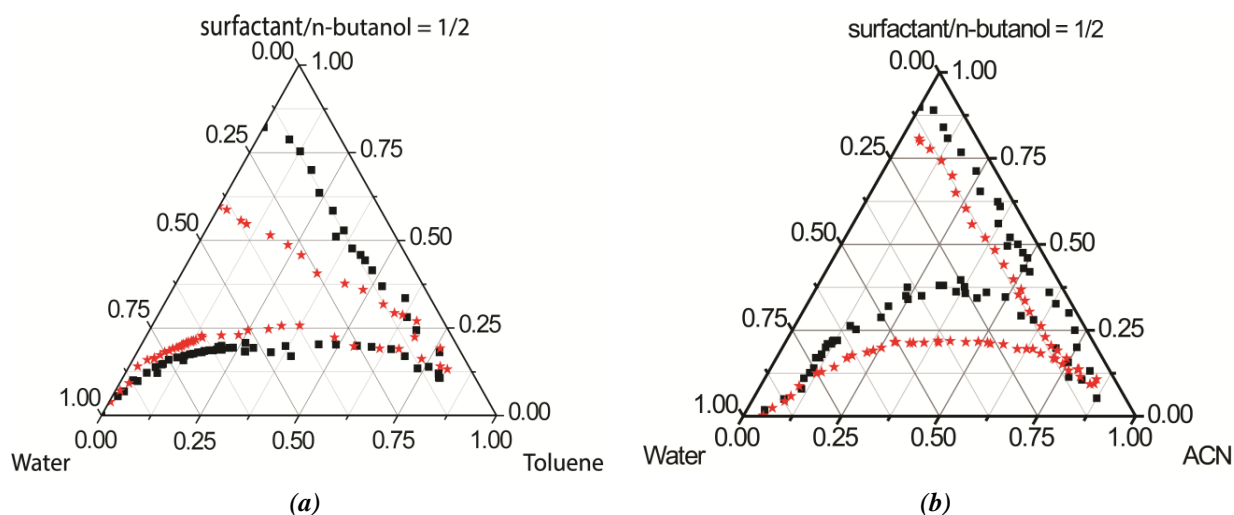 surfactant/n-butanol = 1/2
0.00 1.00
0.25 0.75
0.50 0.50
0.75 0.25
1.00 0.00
0.00 0.25 0.50 0.75 1.00
Water Toluene
(a)
surfactant/n-butanol = 1/2
0.00 1.00
0.25 0.75
0.50 0.50
0.75 0.25
1.00 0.00
0.00 0.25 0.50 0.75 1.00
Water ACN
(b)